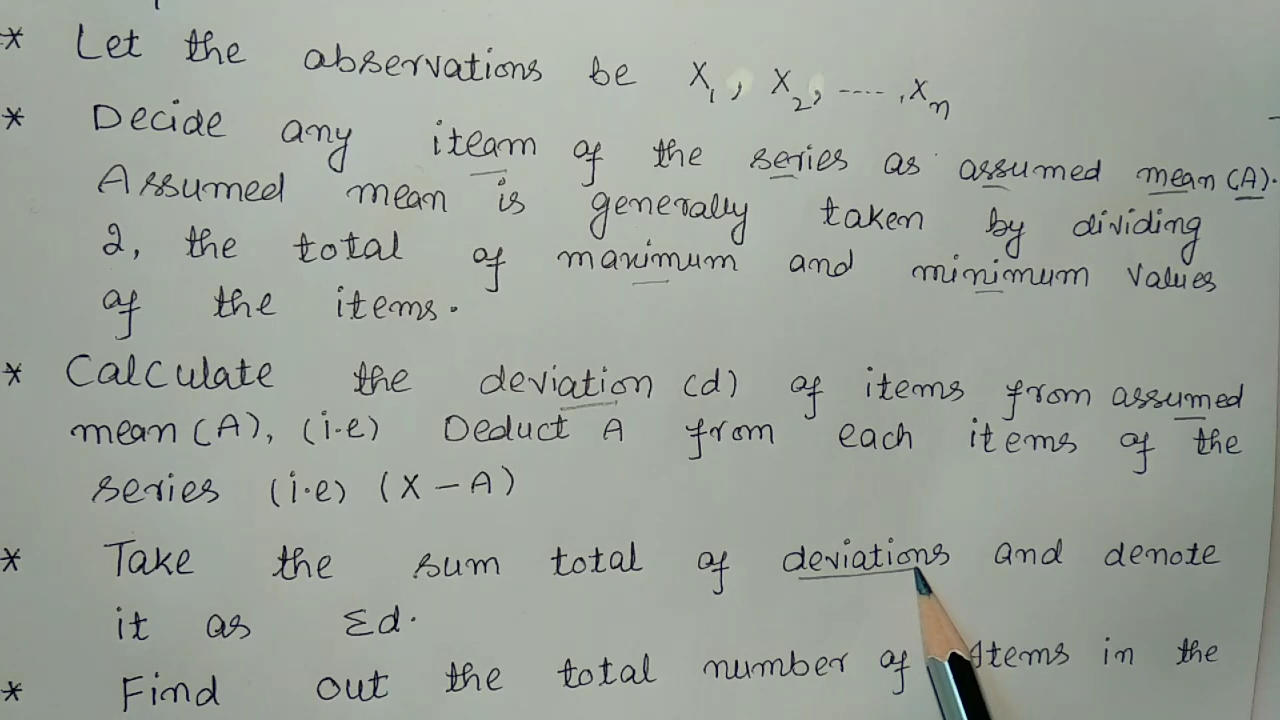 * Let the observations be X₁, X₂, ----, Xₙ
* Decide any iteam of the series as assumed mean (A).
Assumed mean is generally taken by dividing
2, the total of maximum and minimum values
of the items.
* Calculate the deviation (d) of items from assumed
mean (A), (i.e) Deduct A from each items of the
series (i.e) (X - A)
* Take the sum total of deviations and denote
it as Σd.
* Find out the total number of Items in the